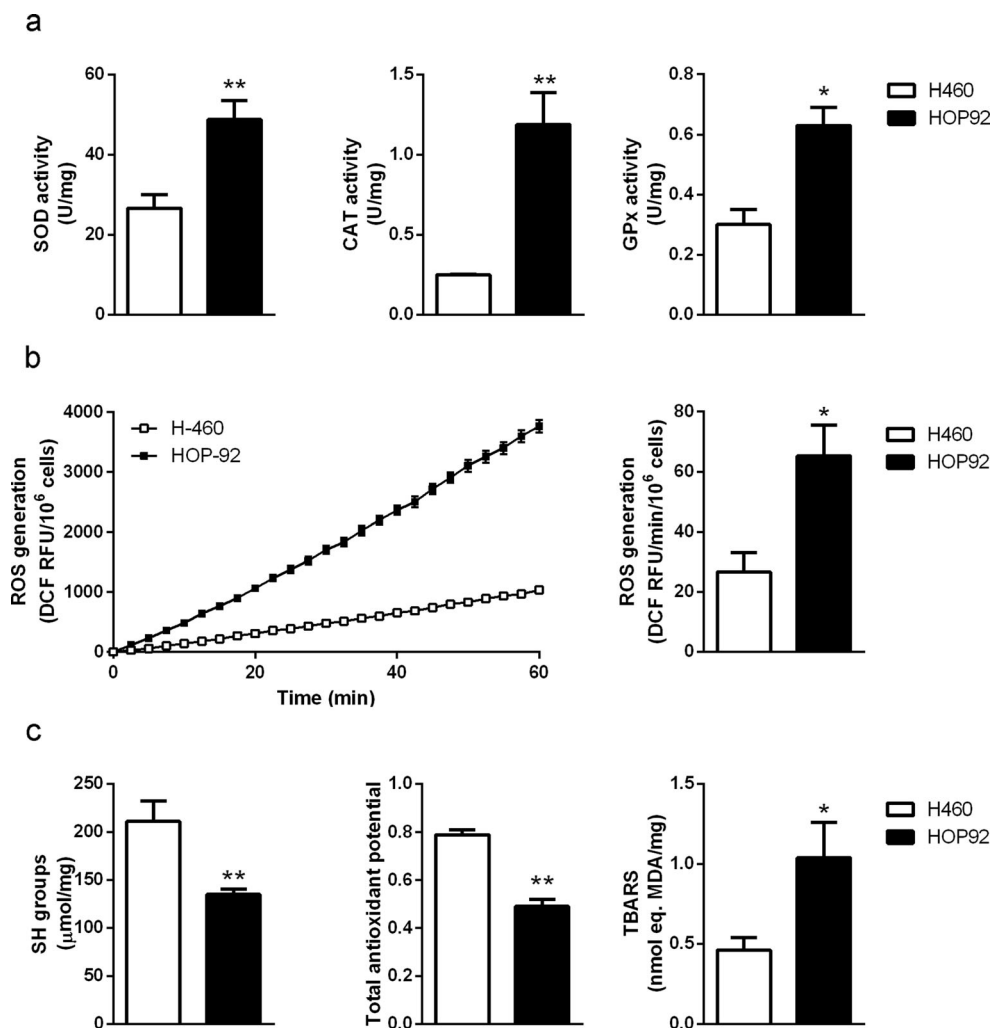 a
SOD activity
(U/mg)
60
40
20
0
**
CAT activity
(U/mg)
1.5
1.0
0.5
0.0
**
GPx activity
(U/mg)
0.8
0.6
0.4
0.2
0.0
*
H460
HOP92
b
ROS generation
(DCF RFU/10⁶ cells)
4000
3000
2000
1000
0
H-460
HOP-92
0 20 40 60
Time (min)
ROS generation
(DCF RFU/min/10⁶ cells)
80
60
40
20
0
*
H460
HOP92
c
SH groups
(μmol/mg)
250
200
150
100
50
0
**
Total antioxidant potential
1.0
0.8
0.6
0.4
0.2
0.0
**
TBARS
(nmol eq. MDA/mg)
1.5
1.0
0.5
0.0
*
H460
HOP92